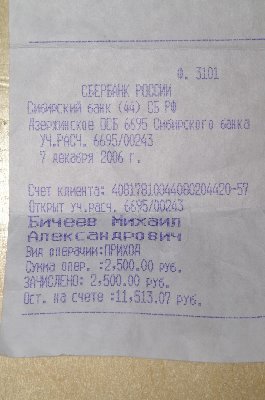 Ф. 3101
СБЕРБАНК РОССИИ
Сибирский банк (44) СБ РФ
Дзержинское ОСБ 6695 Сибирского банка
УЧ.РАСЧ. 6695/00243
7 декабря 2006 г.
Счет клиента: 40817810044080204420-57
Открыт уч.расч. 6695/00243
Бичеев Михаил
Александрович
Вид операции:ПРИХОД
Сумма опер. :2,500.00 руб.
ЗАЧИСЛЕНО: 2,500.00 руб.
Ост. на счете :11,513.07 руб.